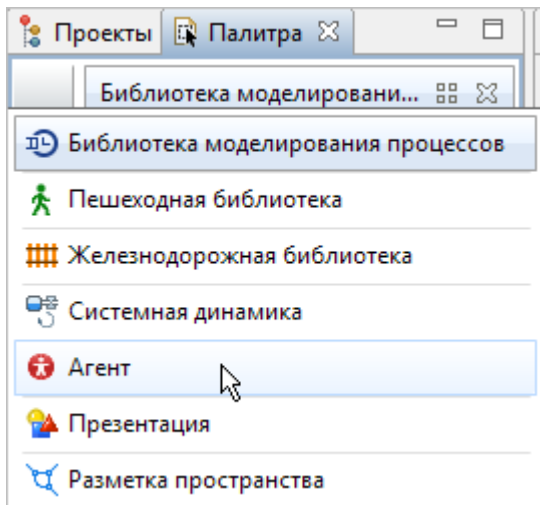 Проекты Палитра
Библиотека моделировани...
Библиотека моделирования процессов
Пешеходная библиотека
Железнодорожная библиотека
Системная динамика
Агент
Презентация
Разметка пространства